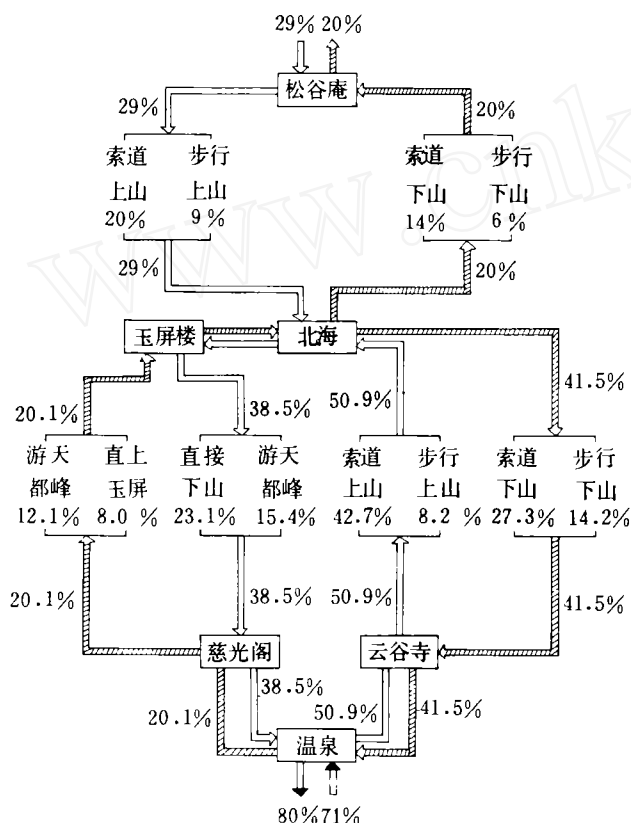 29% 20%
松谷庵
29% 20%
索道 步行 索道 步行
上山 上山 下山 下山
20% 9% 14% 6%
29% 20%
玉屏楼 北海
20.1% 38.5% 50.9% 41.5%
游天 直上 直接 游天 索道 步行 索道 步行
都峰 玉屏 下山 都峰 上山 上山 下山 下山
12.1% 8.0 % 23.1% 15.4% 42.7% 8.2 % 27.3% 14.2%
20.1% 38.5% 50.9% 41.5%
慈光阁 云谷寺
20.1% 38.5% 50.9% 41.5%
温泉
80% 71%
www.cnk